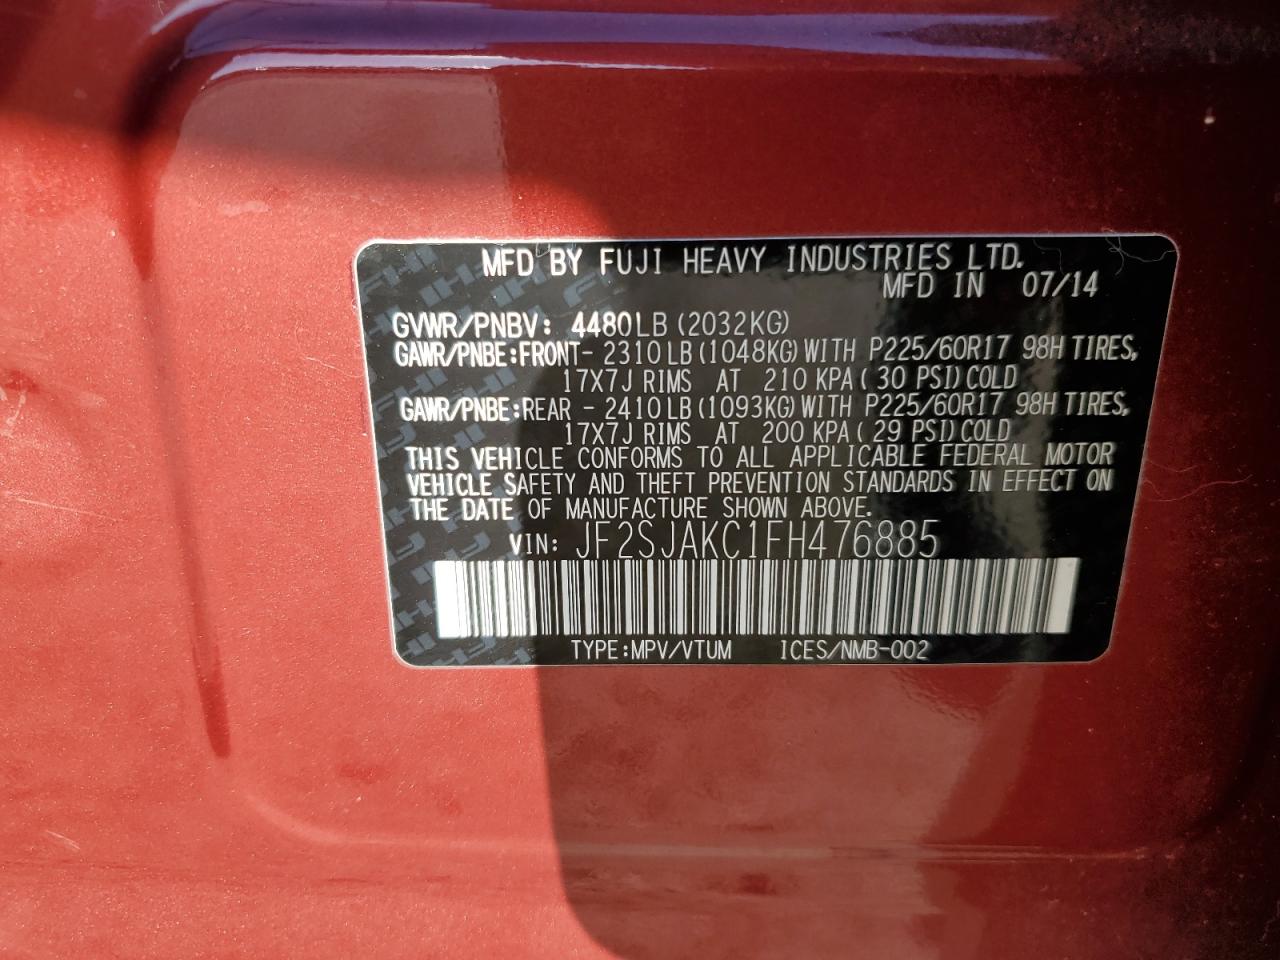 MFD BY FUJI HEAVY INDUSTRIES LTD.
MFD IN 07/14
GVWR/PNBV: 4480LB(2032KG)
GAWR/PNBE:FRONT- 2310LB(1048KG)WITH P225/60R17 98H TIRES,
17X7J RIMS AT 210 KPA(30 PSI)COLD
GAWR/PNBE:REAR - 2410LB(1093KG)WITH P225/60R17 98H TIRES,
17X7J RIMS AT 200 KPA(29 PSI)COLD
THIS VEHICLE CONFORMS TO ALL APPLICABLE FEDERAL MOTOR
VEHICLE SAFETY AND THEFT PREVENTION STANDARDS IN EFFECT ON
THE DATE OF MANUFACTURE SHOWN ABOVE.
VIN: JF2SJAKC1FH476885
TYPE:MPV/VTUM ICES/NMB-002